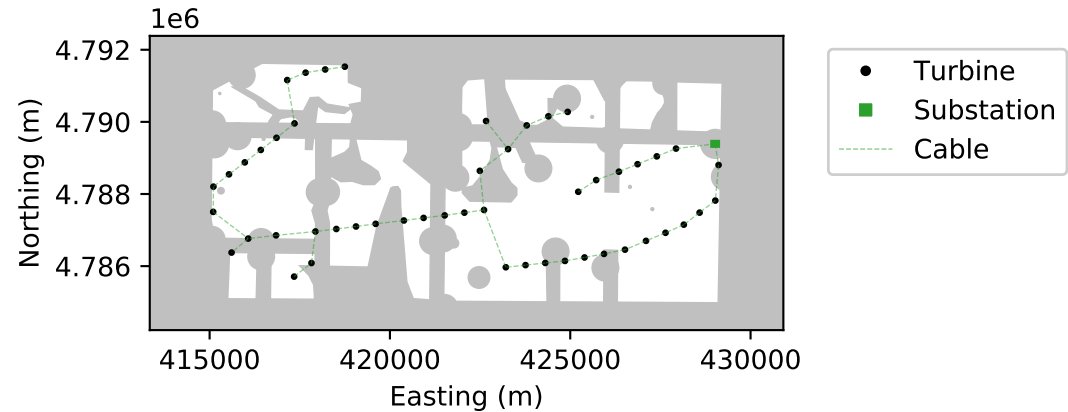 1e6
4.792
4.790
4.788
4.786
Northing (m)
415000 420000 425000 430000
Easting (m)
Turbine
Substation
Cable